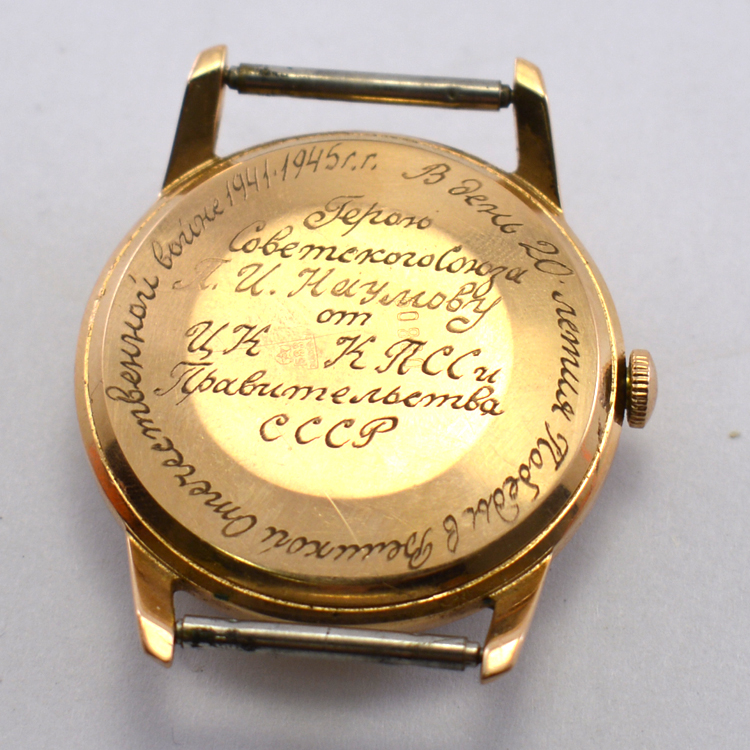 В день 20 летия Победы в Великой Отечественной войне 1941-1945 г.г.
Герою
Советского Союза
И. Наумову
от
ЦК КПСС и
Правительства
СССР